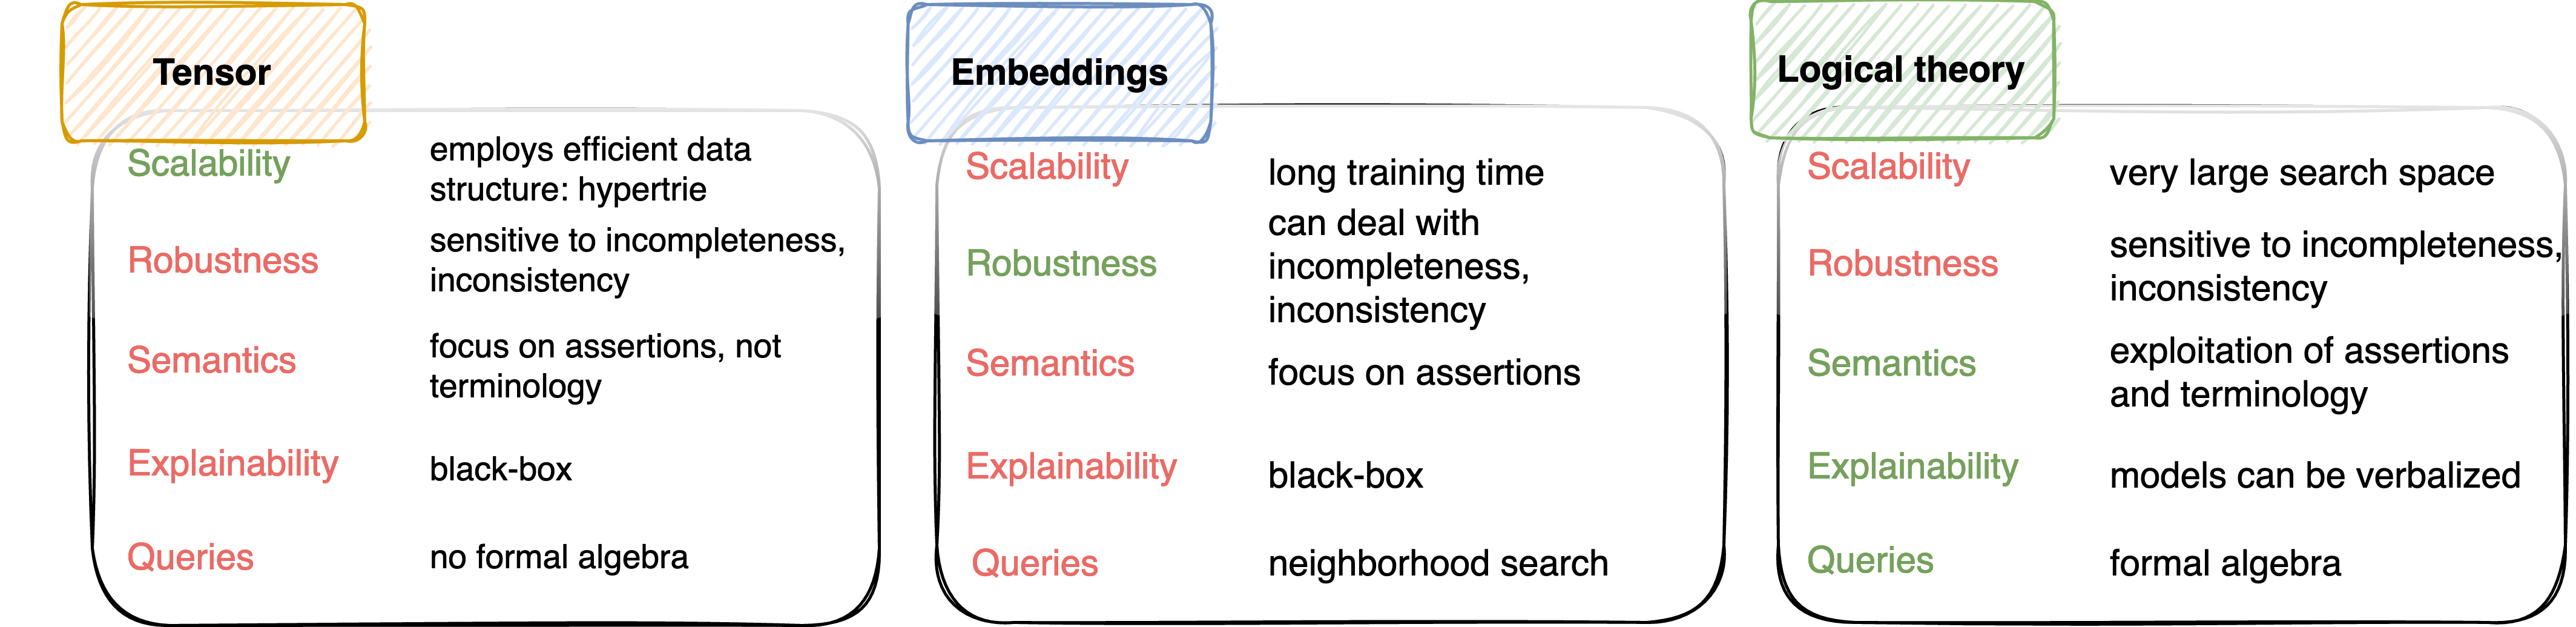 Tensor
Scalability
employs efficient data
structure: hypertrie
Robustness
sensitive to incompleteness,
inconsistency
Semantics
focus on assertions, not
terminology
Explainability
black-box
Queries
no formal algebra
Embeddings
Scalability
long training time
Robustness
can deal with
incompleteness,
inconsistency
Semantics
focus on assertions
Explainability
black-box
Queries
neighborhood search
Logical theory
Scalability
very large search space
Robustness
sensitive to incompleteness,
inconsistency
Semantics
exploitation of assertions
and terminology
Explainability
models can be verbalized
Queries
formal algebra